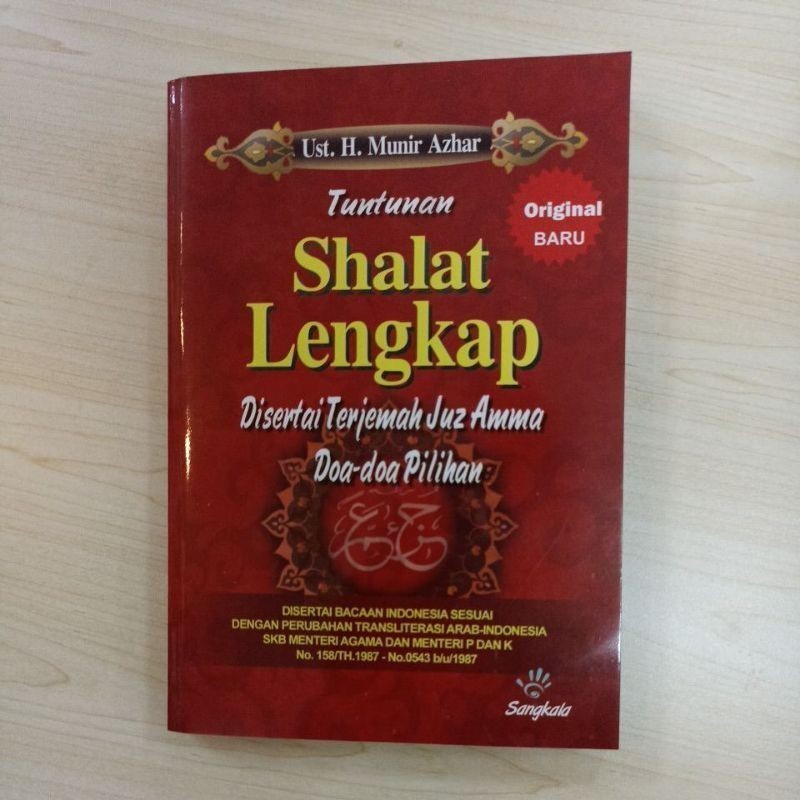 Ust. H. Munir Azhar
Tuntunan
Original
BARU
Shalat
Lengkap
Disertai Terjemah Juz Amma
Doa-doa Pilihan
DISERTAI BACAAN INDONESIA SESUAI
DENGAN PERUBAHAN TRANSLITERASI ARAB-INDONESIA
SKB MENTERI AGAMA DAN MENTERI P DAN K
No. 158/TH.1987 - No.0543 b/u/1987
Sangkala